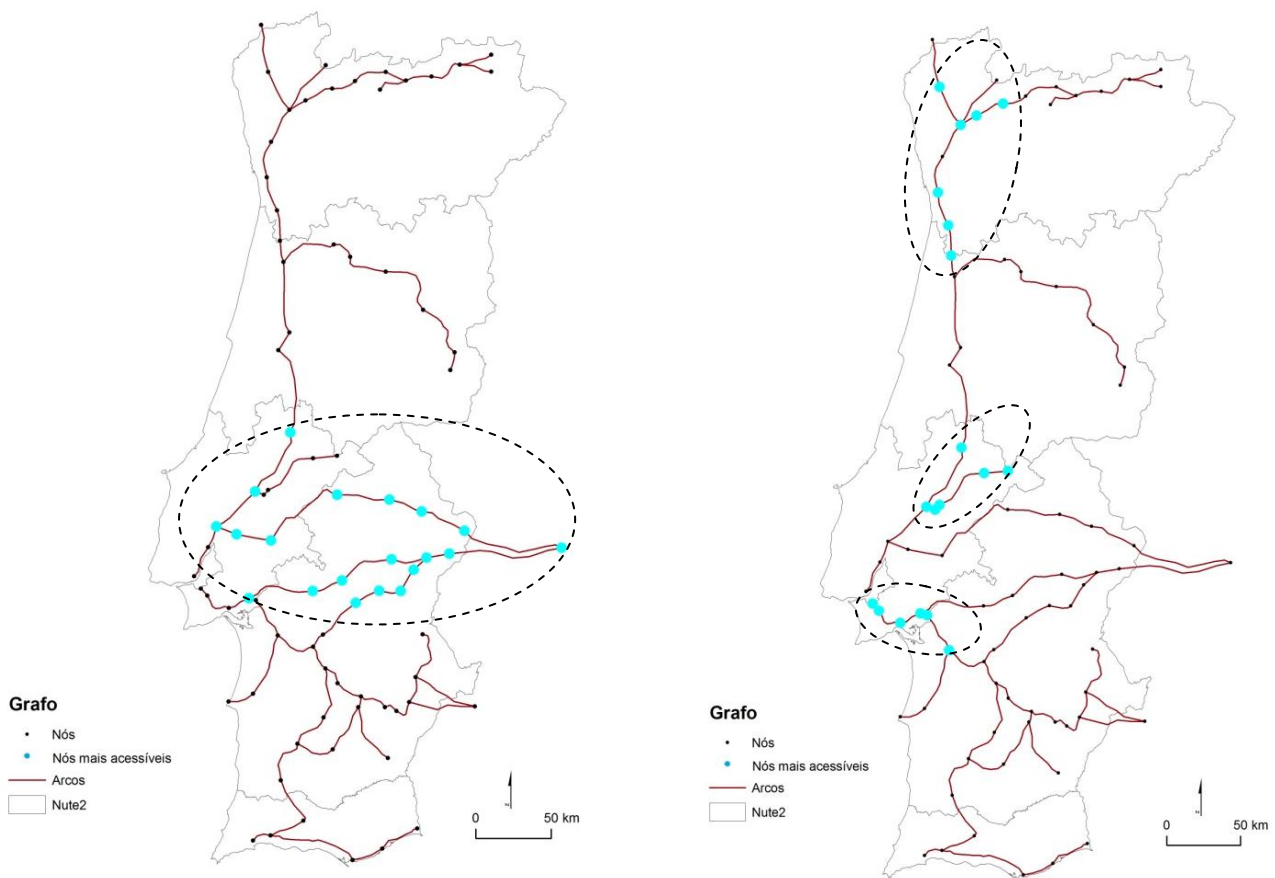 Grafo
Nós
Nós mais acessíveis
Arcos
Nute2
0 50 km
Grafo
Nós
Nós mais acessíveis
Arcos
Nute2
0 50 km